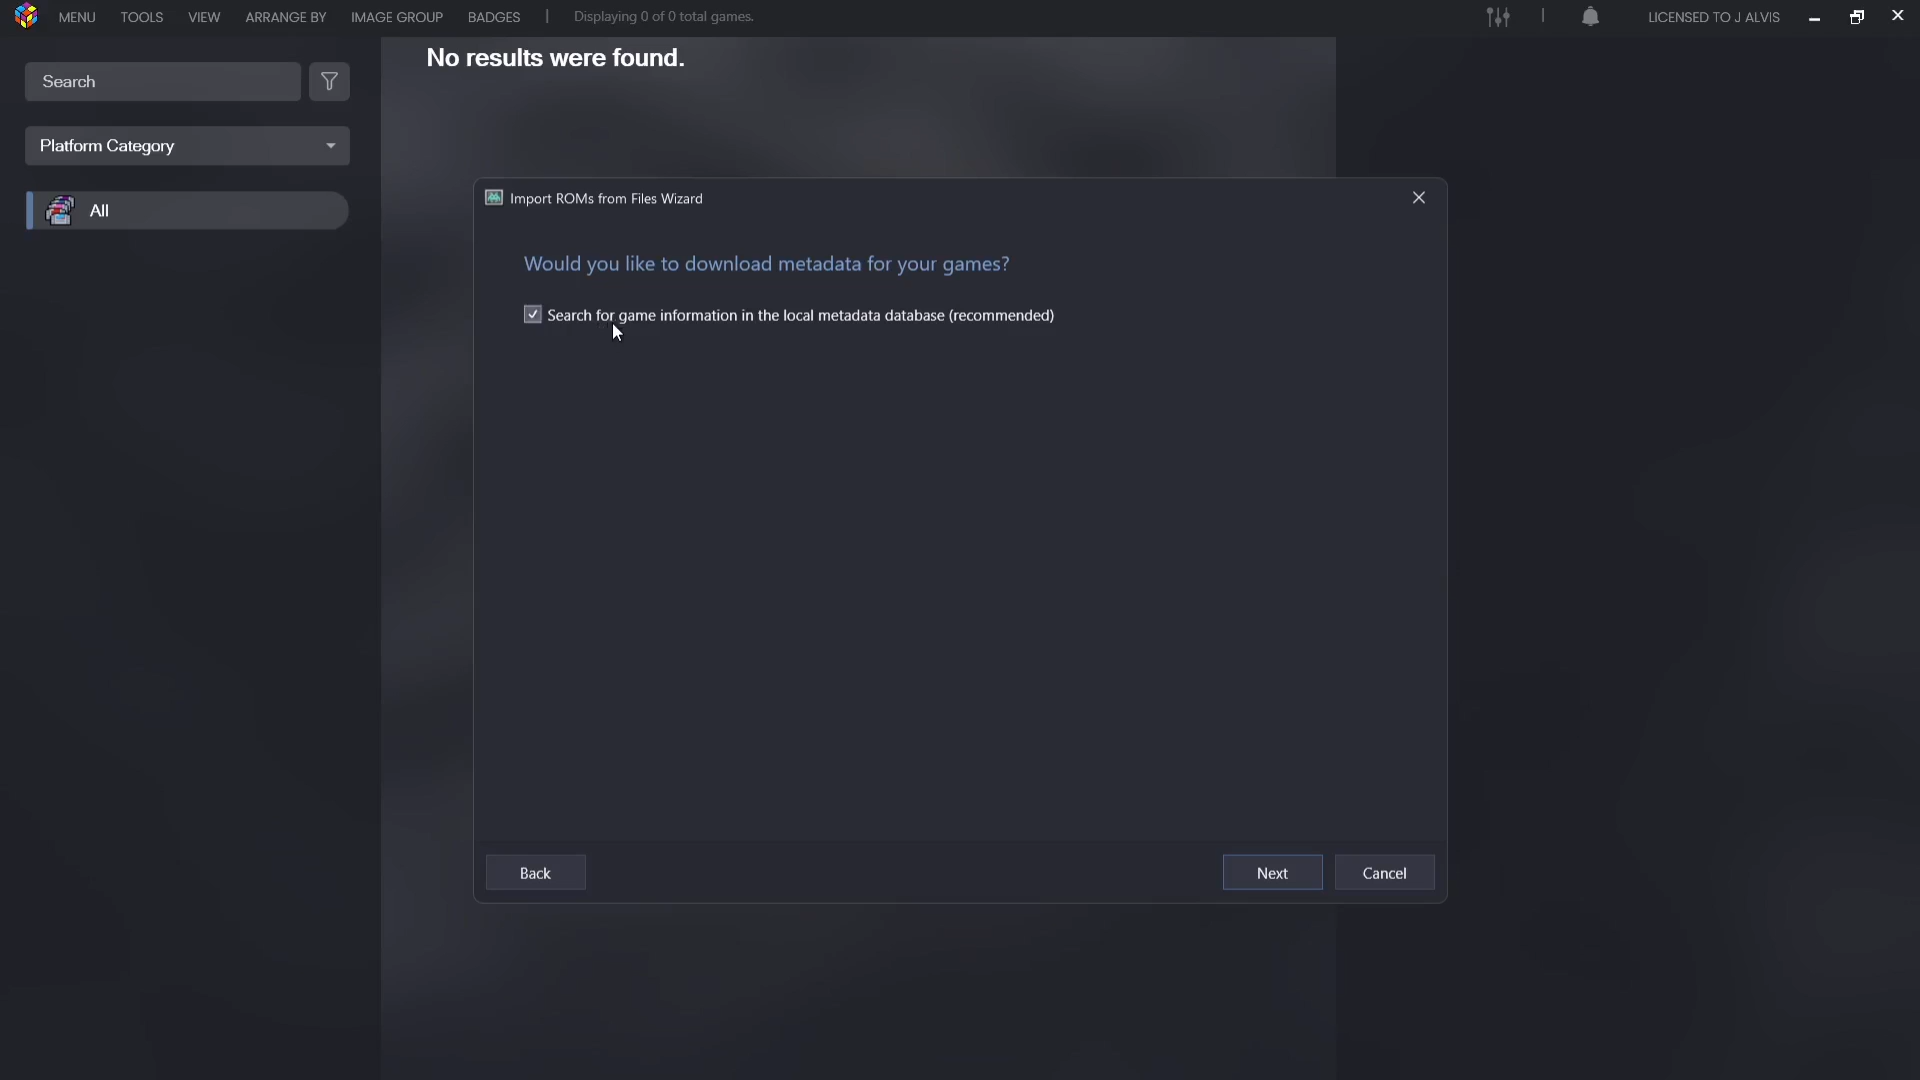 MENU TOOLS VIEW ARRANGE BY IMAGE GROUP BADGES | Displaying 0 of 0 total games. | LICENSED TO J ALVIS
No results were found.
Search
Platform Category
All
Import ROMs from Files Wizard
Would you like to download metadata for your games?
Search for game information in the local metadata database (recommended)
Back Next Cancel